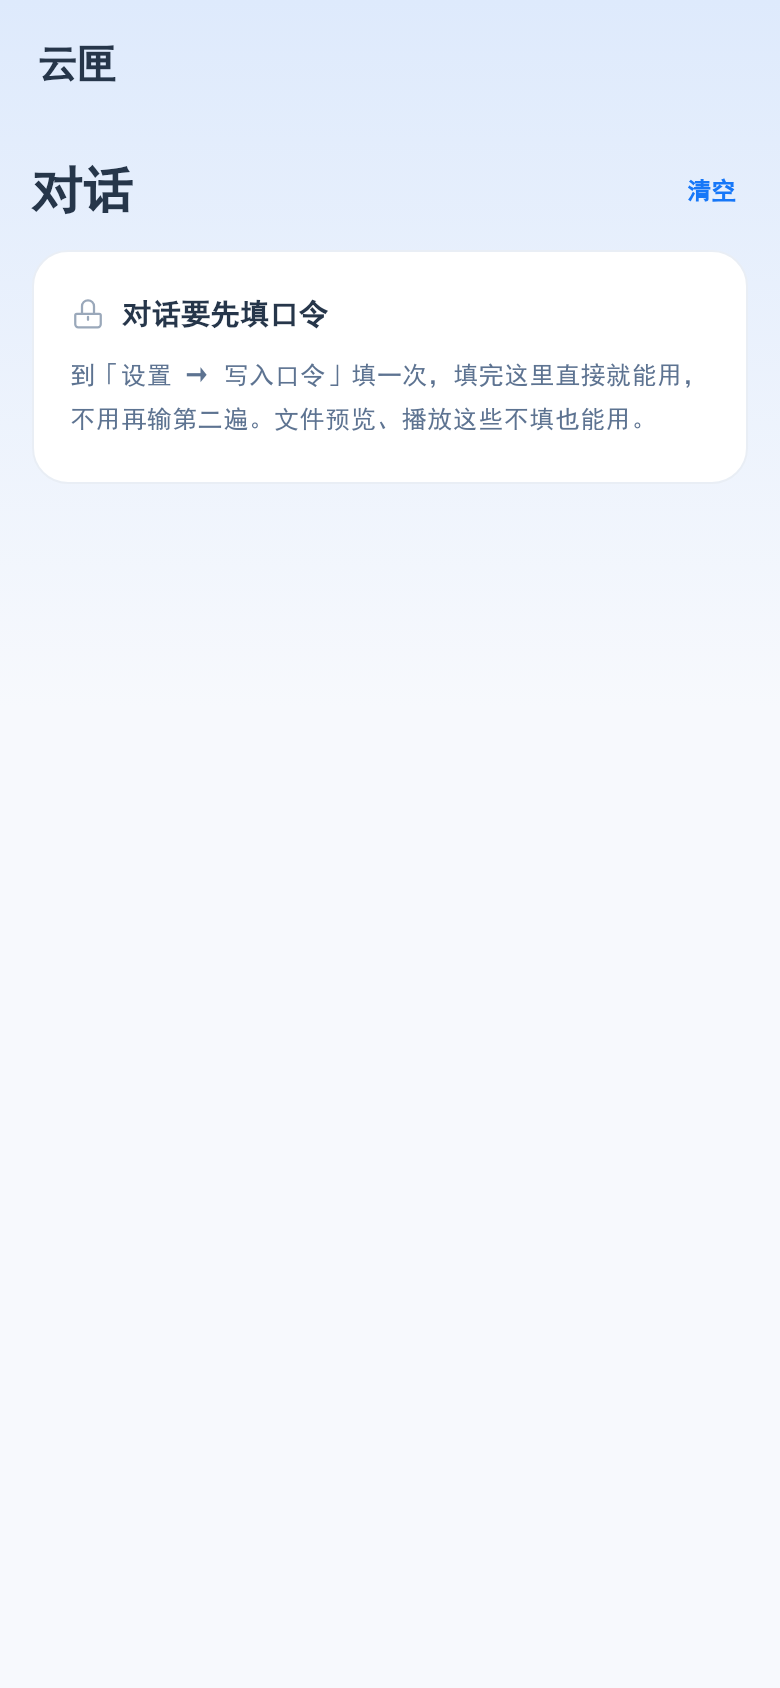 云匣
对话
清空
对话要先填口令
到「设置 → 写入口令」填一次，填完这里直接就能用，
不用再输第二遍。文件预览、播放这些不填也能用。